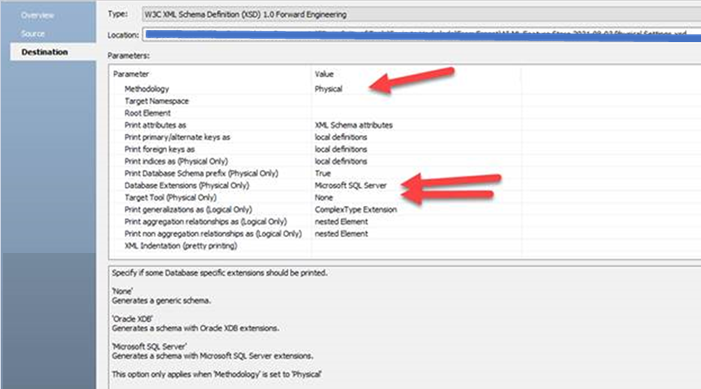 Overview
Source
Destination
Type: W3C XML Schema Definition (XSD) 1.0 Forward Engineering
Location:
Parameters:
Parameter Value
Methodology Physical
Target Namespace
Root Element
Print attributes as XML Schema attributes
Print primary/alternate keys as local definitions
Print foreign keys as local definitions
Print indices as (Physical Only) local definitions
Print Database Schema prefix (Physical Only) True
Database Extensions (Physical Only) Microsoft SQL Server
Target Tool (Physical Only) None
Print generalizations as (Logical Only) ComplexType Extension
Print aggregation relationships as (Logical Only) nested Element
Print non aggregation relationships as (Logical Only) nested Element
XML Indentation (pretty printing)
Specify if some Database specific extensions should be printed.
'None'
Generates a generic schema.
'Oracle XDB'
Generates a schema with Oracle XDB extensions.
'Microsoft SQL Server'
Generates a schema with Microsoft SQL Server extensions.
This option only applies when 'Methodology' is set to 'Physical'